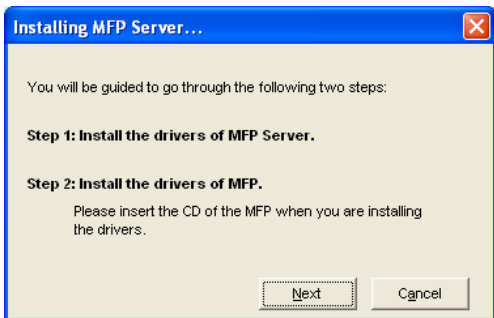 Installing MFP Server...
You will be guided to go through the following two steps:
Step 1: Install the drivers of MFP Server.
Step 2: Install the drivers of MFP.
Please insert the CD of the MFP when you are installing
the drivers.
Next
Cancel